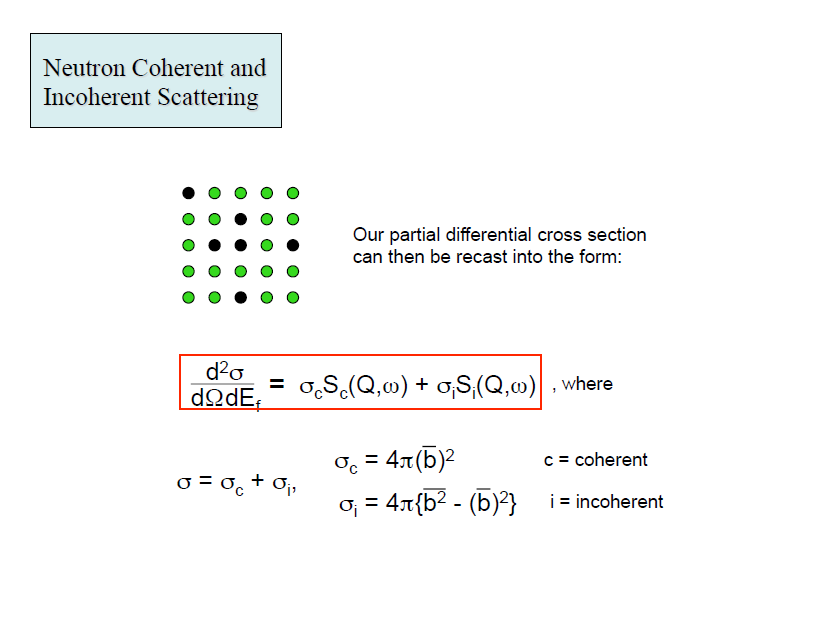 Neutron Coherent and
Incoherent Scattering
Our partial differential cross section
can then be recast into the form:
d²σ
dΩdE_f = σ_cS_c(Q,ω) + σ_iS_i(Q,ω) , where
σ = σ_c + σ_i,
σ_c = 4π(b̅)² c = coherent
σ_i = 4π{b̅²̅ - (b̅)²} i = incoherent